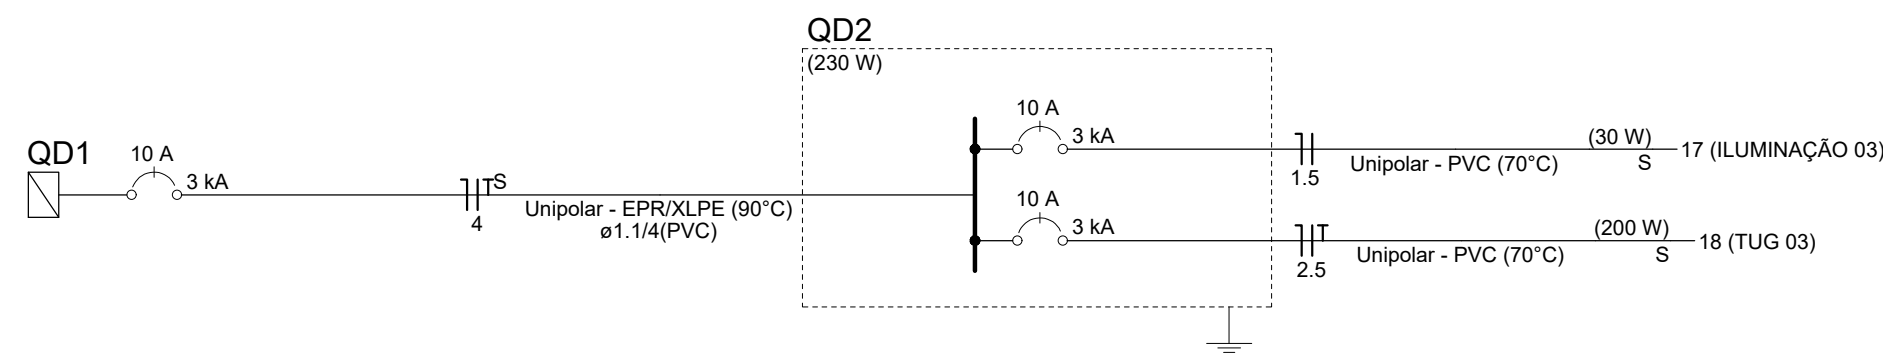 QD2
(230 W)
QD1
10 A
3 kA
S
4
Unipolar - EPR/XLPE (90°C)
ø1.1/4(PVC)
10 A
3 kA
1.5
Unipolar - PVC (70°C)
(30 W)
S
17 (ILUMINAÇÃO 03)
10 A
3 kA
2.5
Unipolar - PVC (70°C)
(200 W)
S
18 (TUG 03)